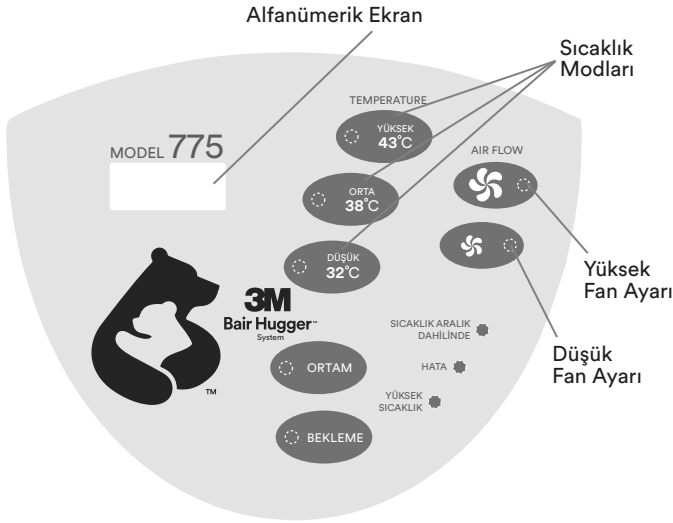 Alfanümerik Ekran
Sıcaklık
Modları
TEMPERATURE
YÜKSEK
43°C
MODEL 775
AIR FLOW
ORTA
38°C
DÜŞÜK
32°C
Yüksek
Fan Ayarı
3M
Bair Hugger™
System
SICAKLIK ARALIK
DAHİLİNDE
Düşük
Fan Ayarı
ORTAM
HATA
TM
YÜKSEK
SICAKLIK
BEKLEME